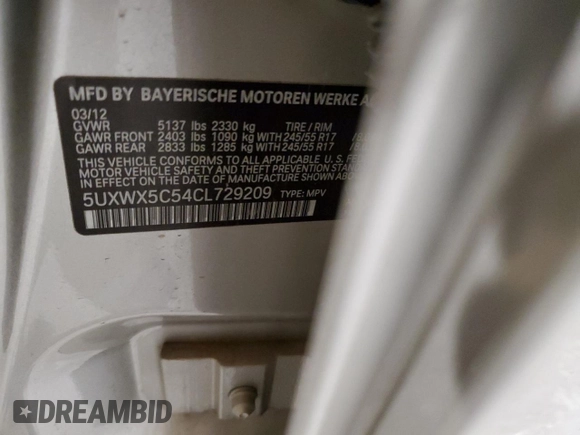 MFD BY BAYERISCHE MOTOREN WERKE
03/12
GVWR 5137 lbs 2330 kg TIRE / RIM
GAWR FRONT 2403 lbs 1090 kg WITH 245/55 R17
GAWR REAR 2833 lbs 1285 kg WITH 245/55 R17
THIS VEHICLE CONFORMS TO ALL APPLICABLE U. S.
MOTOR VEHICLE SAFETY AND THEFT PREVENTION
IN EFFECT ON THE DATE OF MANUFACTURE SHOWN
5UXWX5C54CL729209 TYPE: MPV
DREAMBID